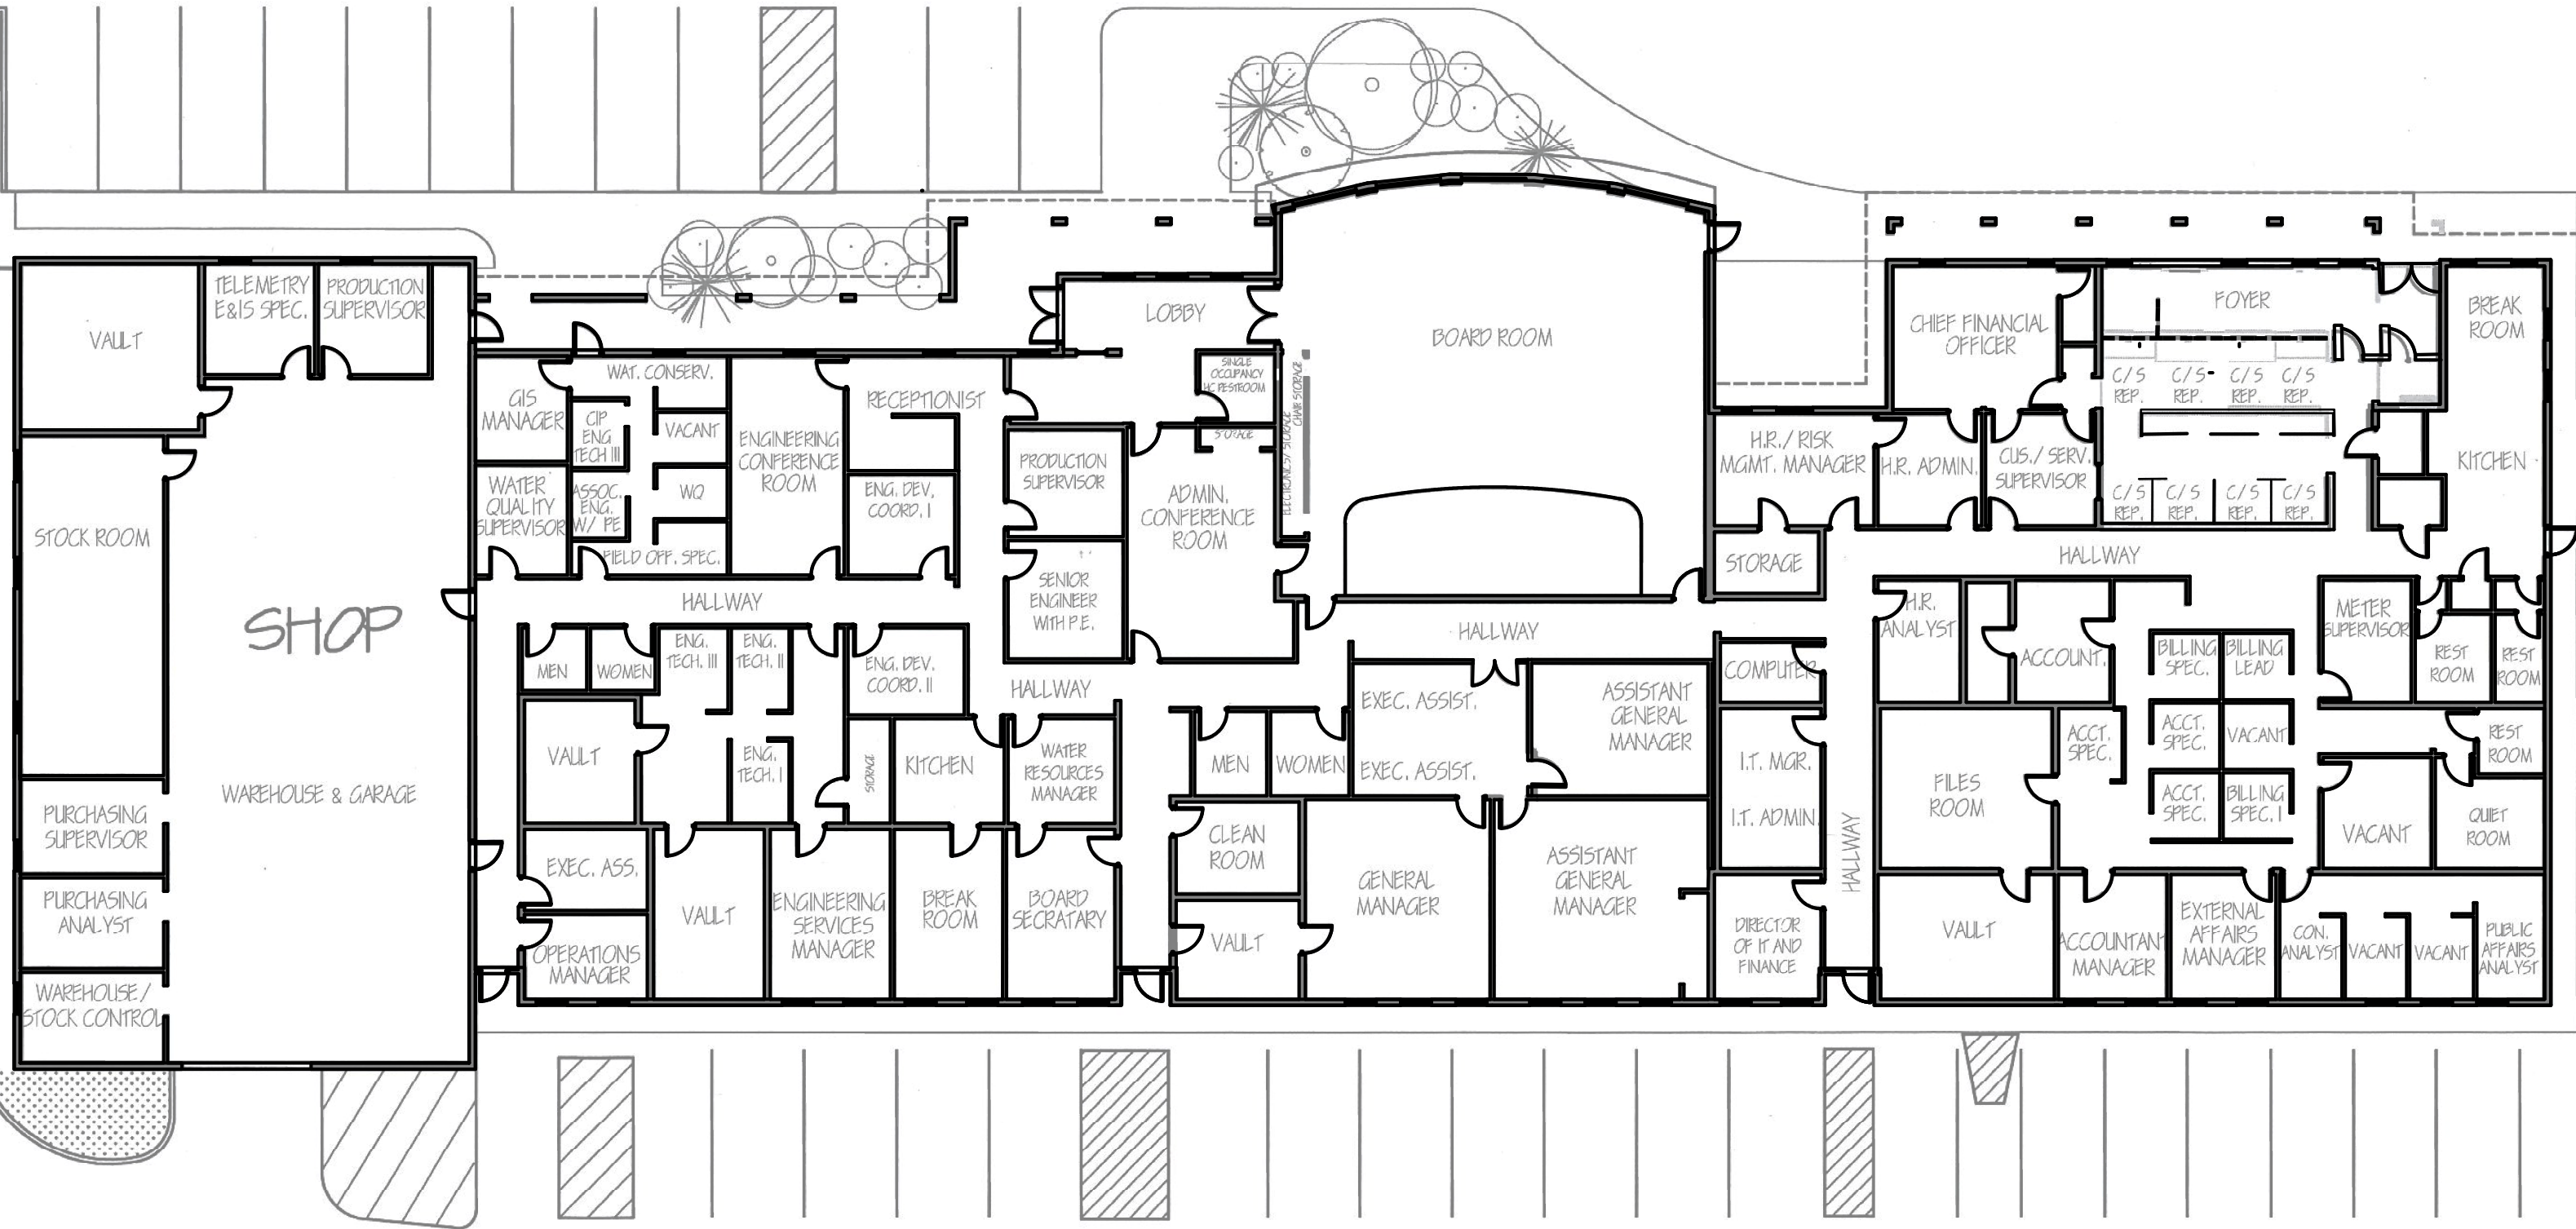 TELEMETRY
E&IS SPEC.
PRODUCTION
SUPERVISOR
VAULT
STOCK ROOM
SHOP
WAREHOUSE & GARAGE
PURCHASING
SUPERVISOR
PURCHASING
ANALYST
WAREHOUSE/
STOCK CONTROL
GIS
MANAGER
WAT. CONSERV.
CIP
ENG
TECH III
VACANT
WATER
QUALITY
SUPERVISOR
ASSOC.
ENG.
W/ PE
WQ
FIELD OFF. SPEC.
ENGINEERING
CONFERENCE
ROOM
RECEPTIONIST
ENG. DEV.
COORD. I
HALLWAY
MEN
WOMEN
ENG.
TECH. III
ENG.
TECH. II
ENG. DEV.
COORD. II
VAULT
ENG.
TECH. I
STORAGE
KITCHEN
WATER
RESOURCES
MANAGER
EXEC. ASS.
OPERATIONS
MANAGER
VAULT
ENGINEERING
SERVICES
MANAGER
BREAK
ROOM
BOARD
SECRATARY
LOBBY
SINGLE
OCCUPANCY
HC RESTROOM
STORAGE
PRODUCTION
SUPERVISOR
SENIOR
ENGINEER
WITH P.E.
HALLWAY
ADMIN.
CONFERENCE
ROOM
ELECTRONICS/ STORAGE
CHAIR STORAGE
BOARD ROOM
HALLWAY
MEN
WOMEN
EXEC. ASSIST.
EXEC. ASSIST.
ASSISTANT
GENERAL
MANAGER
CLEAN
ROOM
VAULT
GENERAL
MANAGER
ASSISTANT
GENERAL
MANAGER
H.R./ RISK
MGMT. MANAGER
STORAGE
COMPUTER
I.T. MGR.
I.T. ADMIN.
DIRECTOR
OF IT AND
FINANCE
HALLWAY
CHIEF FINANCIAL
OFFICER
H.R. ADMIN.
CUS./ SERV.
SUPERVISOR
FOYER
C/S
REP.
C/S
REP.
C/S
REP.
C/S
REP.
C/S
REP.
C/S
REP.
C/S
REP.
C/S
REP.
BREAK
ROOM
KITCHEN
HALLWAY
H.R.
ANALYST
ACCOUNT.
BILLING
SPEC.
BILLING
LEAD
METER
SUPERVISOR
REST
ROOM
REST
ROOM
FILES
ROOM
ACCT.
SPEC.
ACCT.
SPEC.
VACANT
ACCT.
SPEC.
BILLING
SPEC. I
REST
ROOM
VACANT
QUIET
ROOM
VAULT
ACCOUNTANT
MANAGER
EXTERNAL
AFFAIRS
MANAGER
CON.
ANALYST
VACANT
VACANT
PUBLIC
AFFAIRS
ANALYST